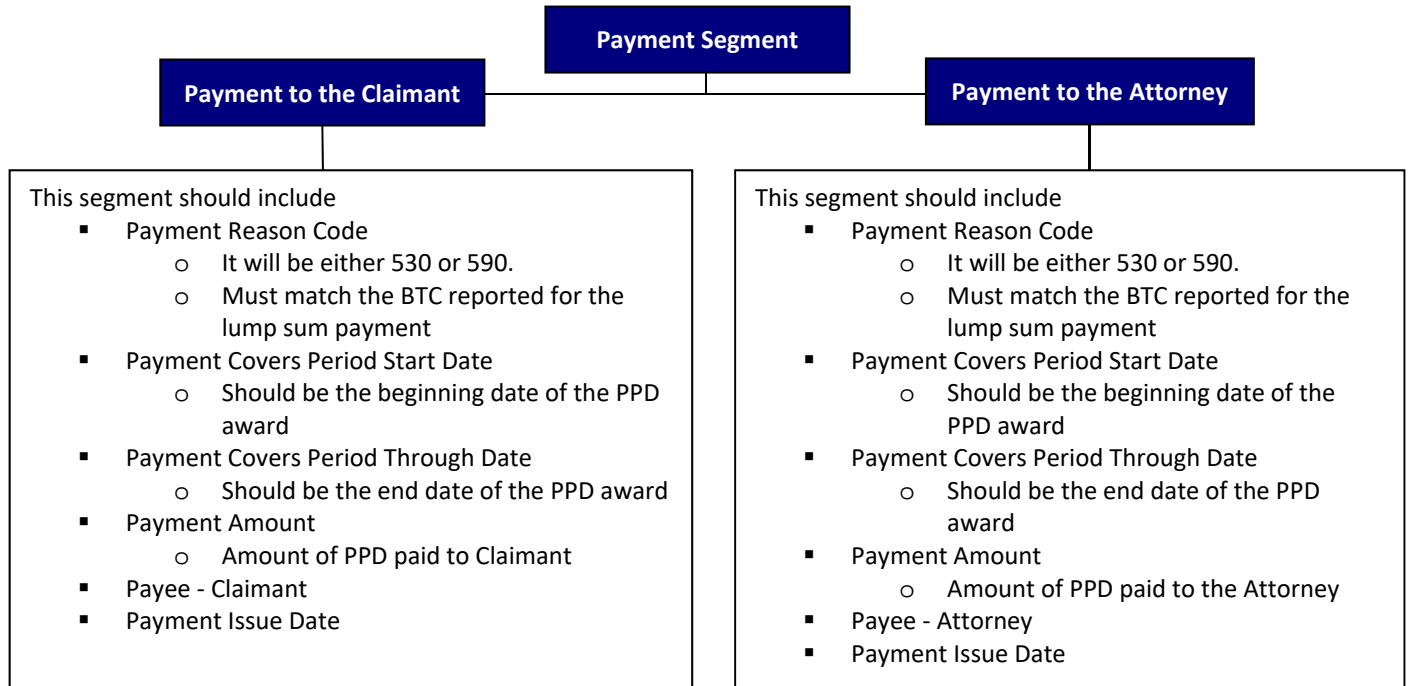 Payment Segment
Payment to the Claimant
Payment to the Attorney
This segment should include
▪ Payment Reason Code
o It will be either 530 or 590.
o Must match the BTC reported for the
lump sum payment
▪ Payment Covers Period Start Date
o Should be the beginning date of the PPD
award
▪ Payment Covers Period Through Date
o Should be the end date of the PPD award
▪ Payment Amount
o Amount of PPD paid to Claimant
▪ Payee - Claimant
▪ Payment Issue Date
This segment should include
▪ Payment Reason Code
o It will be either 530 or 590.
o Must match the BTC reported for the
lump sum payment
▪ Payment Covers Period Start Date
o Should be the beginning date of the
PPD award
▪ Payment Covers Period Through Date
o Should be the end date of the PPD
award
▪ Payment Amount
o Amount of PPD paid to the Attorney
▪ Payee - Attorney
▪ Payment Issue Date